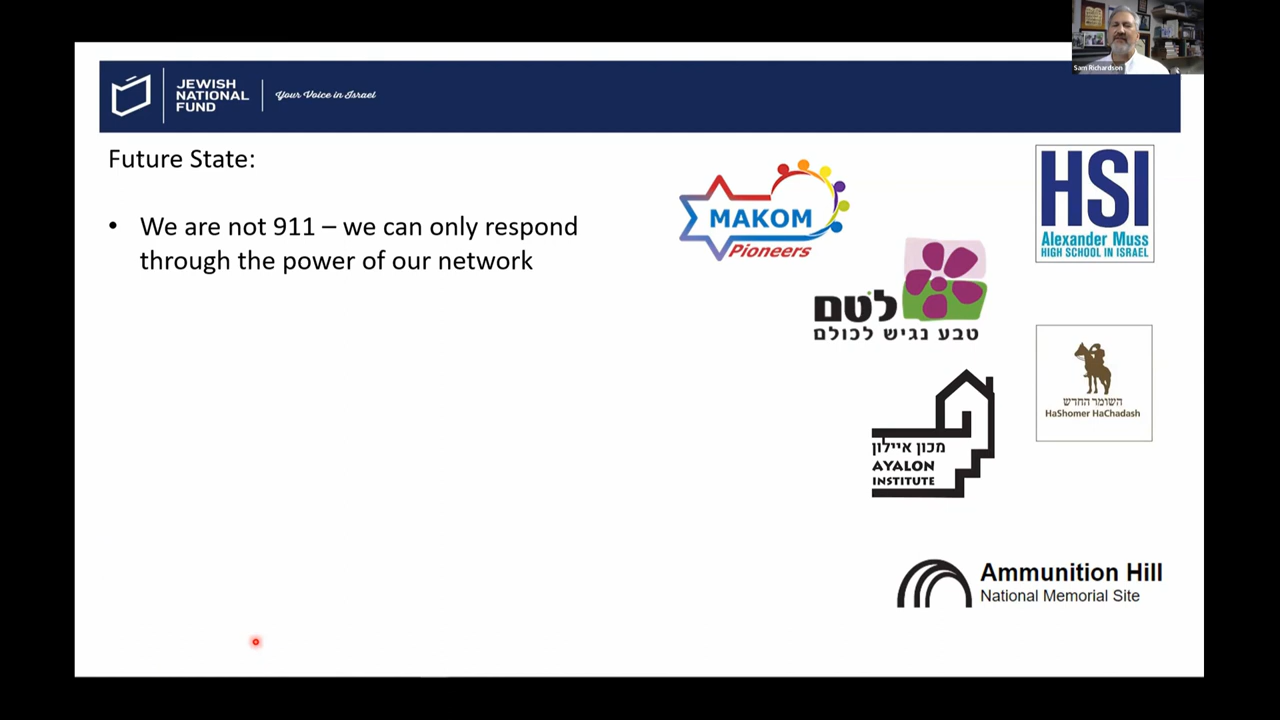 Sam Richardson
JEWISH
NATIONAL
FUND
Your Voice in Israel
Future State:
• We are not 911 – we can only respond
through the power of our network
MAKOM
Pioneers
HSI
Alexander Muss
HIGH SCHOOL IN ISRAEL
לטם
טבע נגיש לכולם
השומר החדש
HaShomer HaChadash
מכון איילון
AYALON
INSTITUTE
Ammunition Hill
National Memorial Site